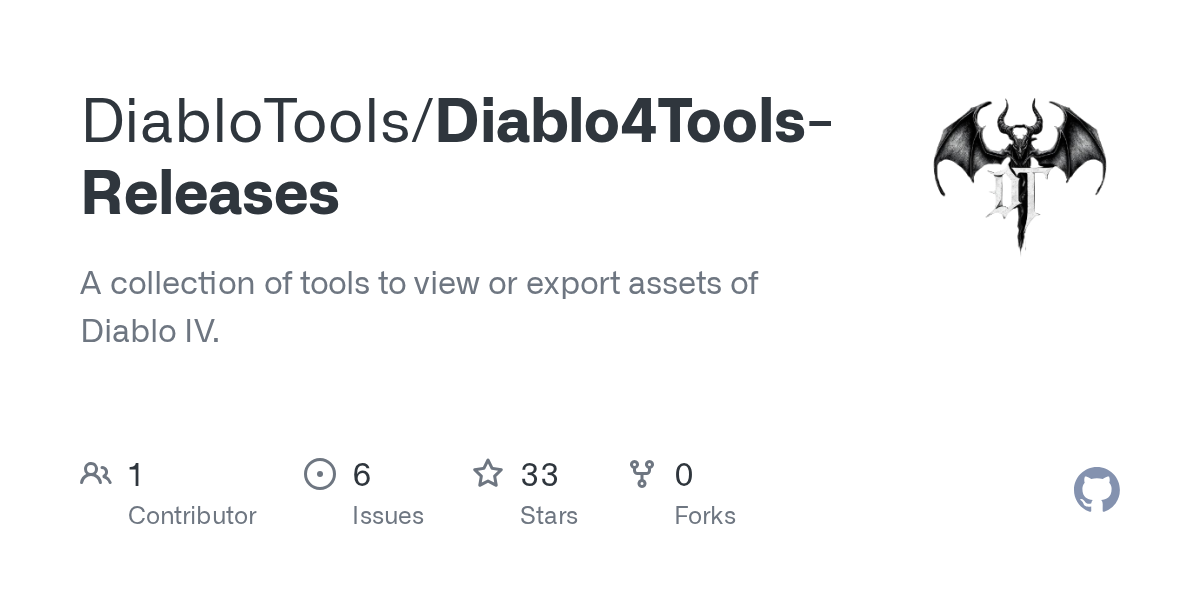 DiabloTools/Diablo4Tools-
Releases
DT
A collection of tools to view or export assets of
Diablo IV.
1
Contributor
6
Issues
33
Stars
0
Forks